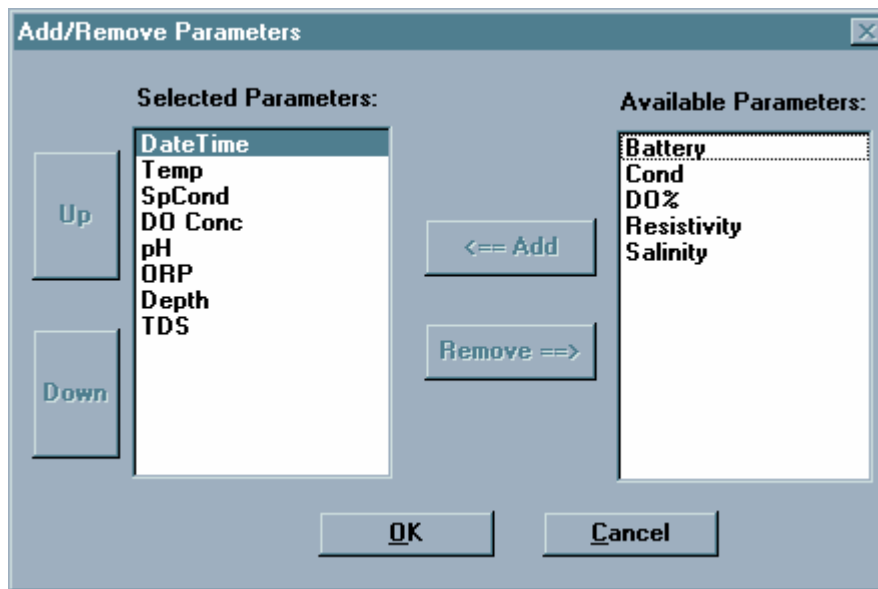 Add/Remove Parameters
Selected Parameters:
DateTime
Temp
SpCond
DO Conc
pH
ORP
Depth
TDS
Up
Down
<== Add
Remove ==>
Available Parameters:
Battery
Cond
DO%
Resistivity
Salinity
OK
Cancel